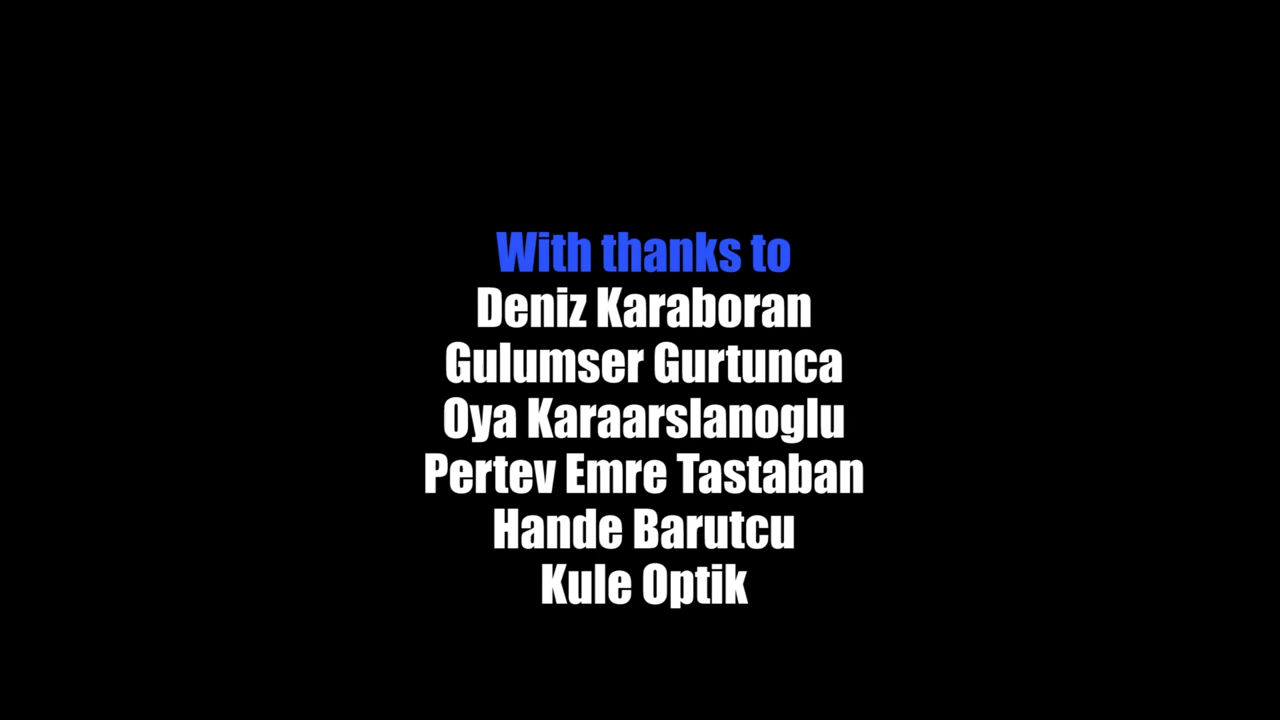 With thanks to
Deniz Karaboran
Gulumser Gurtunca
Oya Karaarslanoglu
Pertev Emre Tastaban
Hande Barutcu
Kule Optik